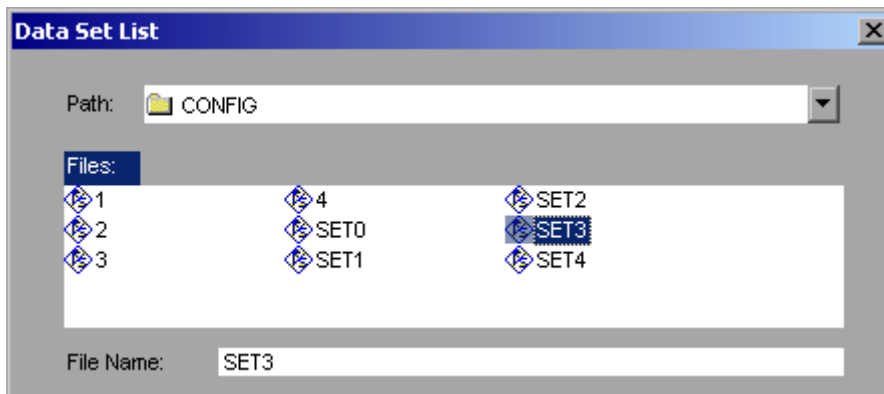 Data Set List
Path: CONFIG
Files:
1 4 SET2
2 SET0 SET3
3 SET1 SET4
File Name: SET3